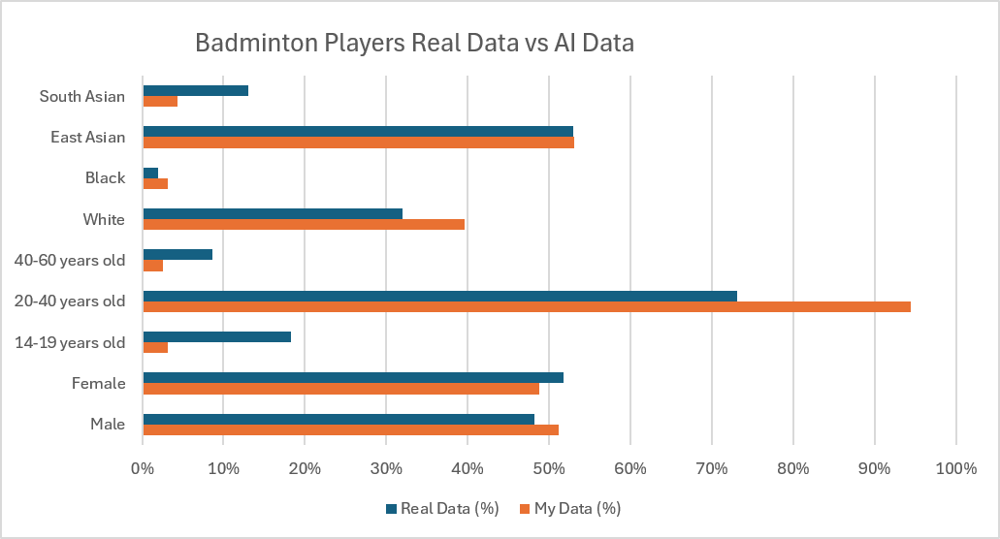 Badminton Players Real Data vs AI Data
South Asian
East Asian
Black
White
40-60 years old
20-40 years old
14-19 years old
Female
Male
0% 10% 20% 30% 40% 50% 60% 70% 80% 90% 100%
Real Data (%) My Data (%)